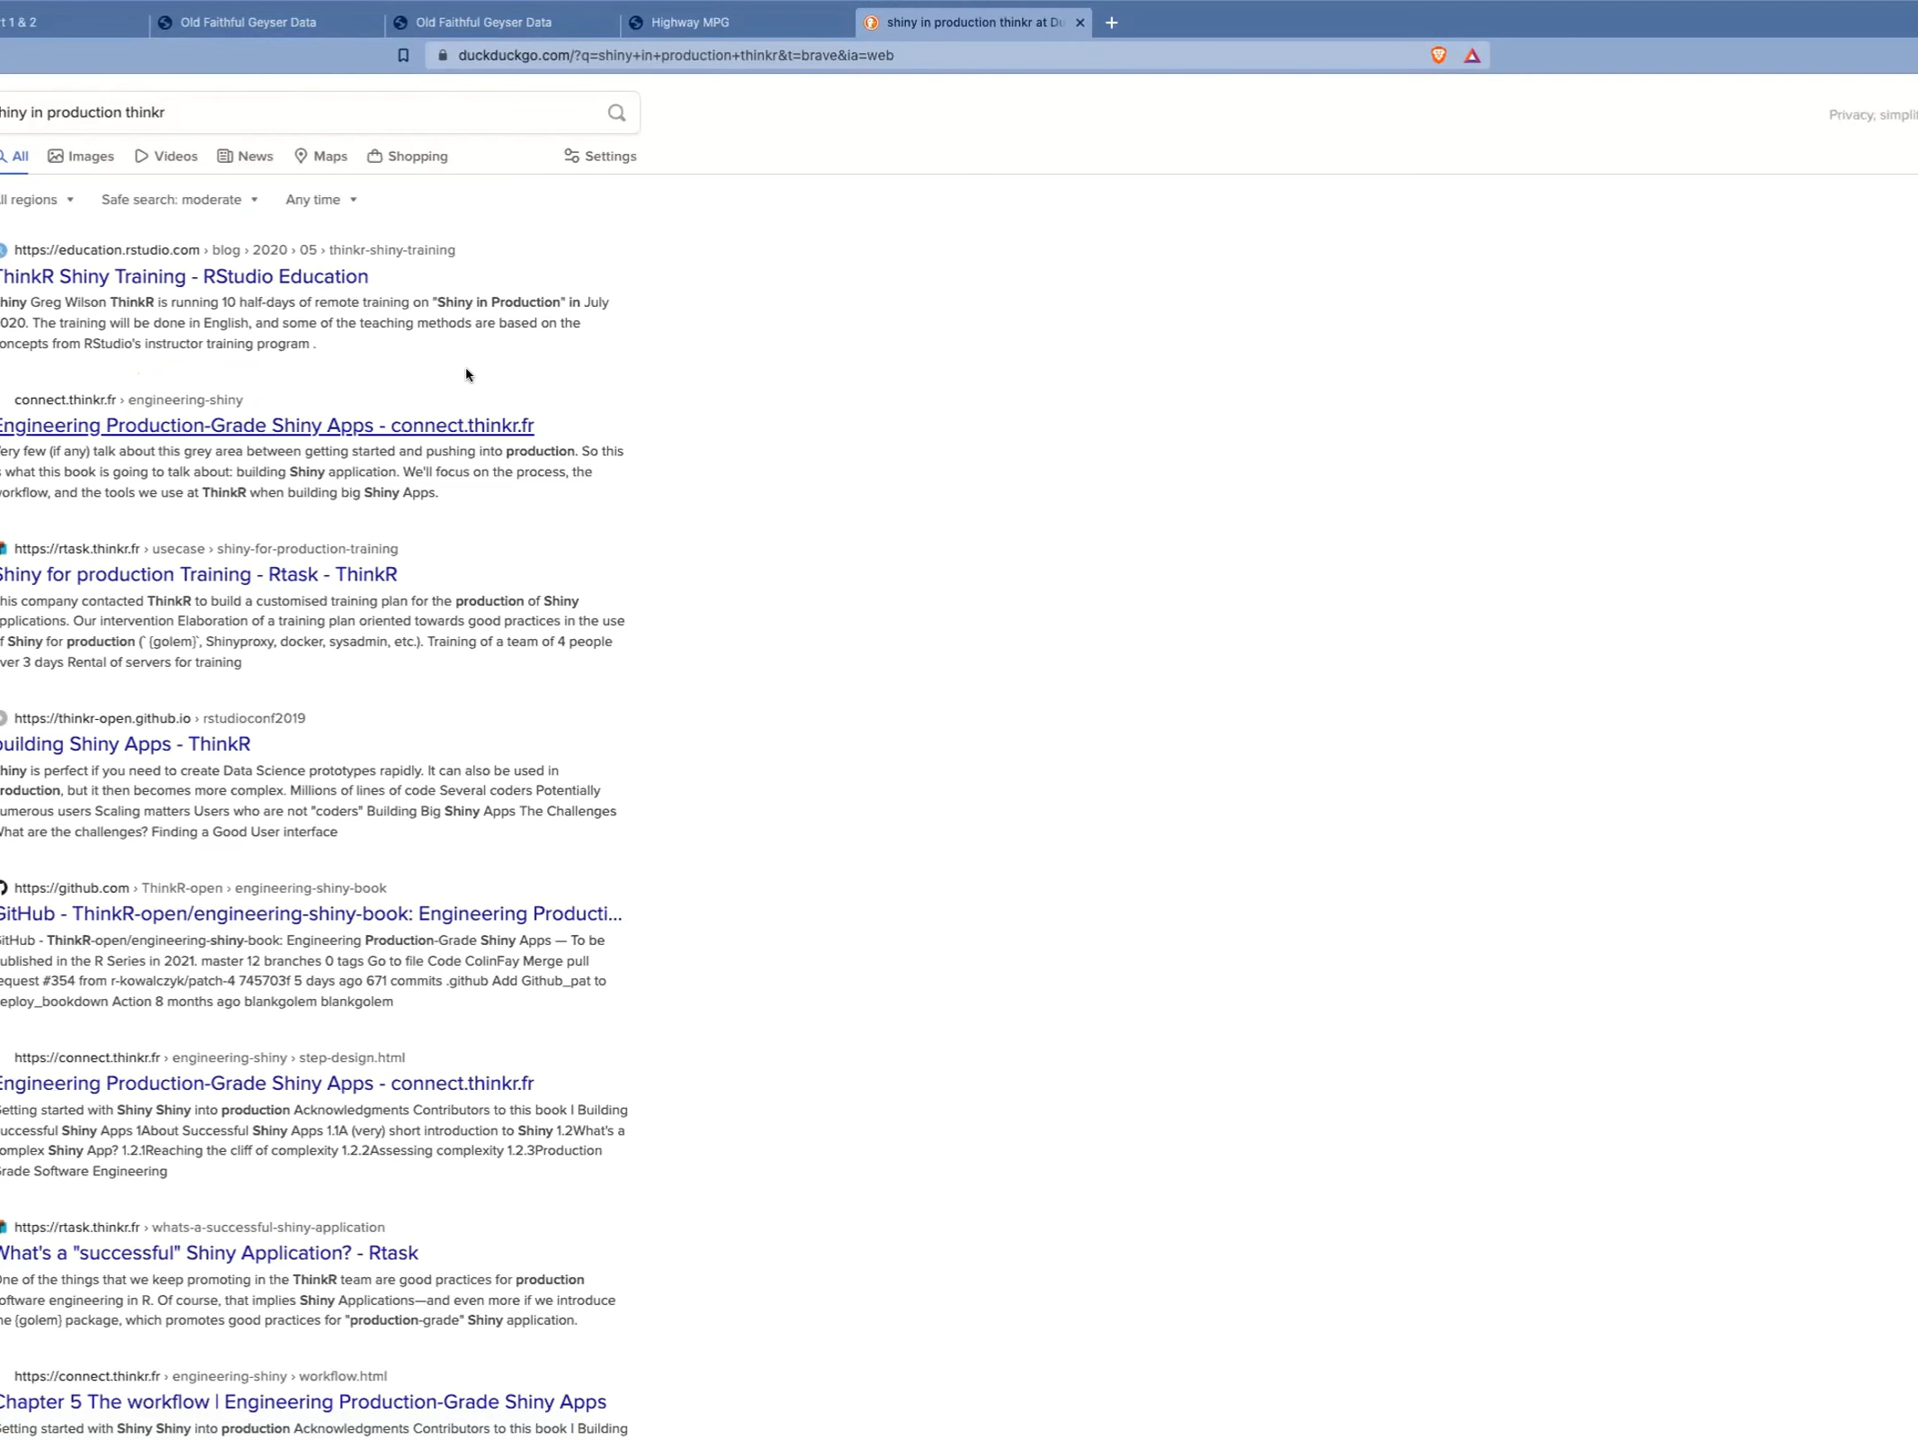 t 1 & 2
Old Faithful Geyser Data
Old Faithful Geyser Data
Highway MPG
shiny in production thinkr at Du
duckduckgo.com/?q=shiny+in+production+thinkr&t=brave&ia=web
hiny in production thinkr
Privacy, simplif
All
Images
Videos
News
Maps
Shopping
Settings
ll regions
Safe search: moderate
Any time
https://education.rstudio.com › blog › 2020 › 05 › thinkr-shiny-training
ThinkR Shiny Training - RStudio Education
hiny Greg Wilson ThinkR is running 10 half-days of remote training on "Shiny in Production" in July
020. The training will be done in English, and some of the teaching methods are based on the
oncepts from RStudio's instructor training program .
connect.thinkr.fr › engineering-shiny
Engineering Production-Grade Shiny Apps - connect.thinkr.fr
ery few (if any) talk about this grey area between getting started and pushing into production. So this
s what this book is going to talk about: building Shiny application. We'll focus on the process, the
orkflow, and the tools we use at ThinkR when building big Shiny Apps.
https://rtask.thinkr.fr › usecase › shiny-for-production-training
Shiny for production Training - Rtask - ThinkR
his company contacted ThinkR to build a customised training plan for the production of Shiny
pplications. Our intervention Elaboration of a training plan oriented towards good practices in the use
f Shiny for production (`{golem}`, Shinyproxy, docker, sysadmin, etc.). Training of a team of 4 people
ver 3 days Rental of servers for training
https://thinkr-open.github.io › rstudioconf2019
building Shiny Apps - ThinkR
hiny is perfect if you need to create Data Science prototypes rapidly. It can also be used in
roduction, but it then becomes more complex. Millions of lines of code Several coders Potentially
umerous users Scaling matters Users who are not "coders" Building Big Shiny Apps The Challenges
What are the challenges? Finding a Good User interface
https://github.com › ThinkR-open › engineering-shiny-book
GitHub - ThinkR-open/engineering-shiny-book: Engineering Producti...
itHub - ThinkR-open/engineering-shiny-book: Engineering Production-Grade Shiny Apps — To be
ublished in the R Series in 2021. master 12 branches 0 tags Go to file Code ColinFay Merge pull
equest #354 from r-kowalczyk/patch-4 745703f 5 days ago 671 commits .github Add Github_pat to
eploy_bookdown Action 8 months ago blankgolem blankgolem
https://connect.thinkr.fr › engineering-shiny › step-design.html
Engineering Production-Grade Shiny Apps - connect.thinkr.fr
Getting started with Shiny Shiny into production Acknowledgments Contributors to this book I Building
uccessful Shiny Apps 1About Successful Shiny Apps 1.1A (very) short introduction to Shiny 1.2What's a
omplex Shiny App? 1.2.1Reaching the cliff of complexity 1.2.2Assessing complexity 1.2.3Production
Grade Software Engineering
https://rtask.thinkr.fr › whats-a-successful-shiny-application
What's a "successful" Shiny Application? - Rtask
One of the things that we keep promoting in the ThinkR team are good practices for production
oftware engineering in R. Of course, that implies Shiny Applications—and even more if we introduce
he {golem} package, which promotes good practices for "production-grade" Shiny application.
https://connect.thinkr.fr › engineering-shiny › workflow.html
Chapter 5 The workflow | Engineering Production-Grade Shiny Apps
Getting started with Shiny Shiny into production Acknowledgments Contributors to this book I Building